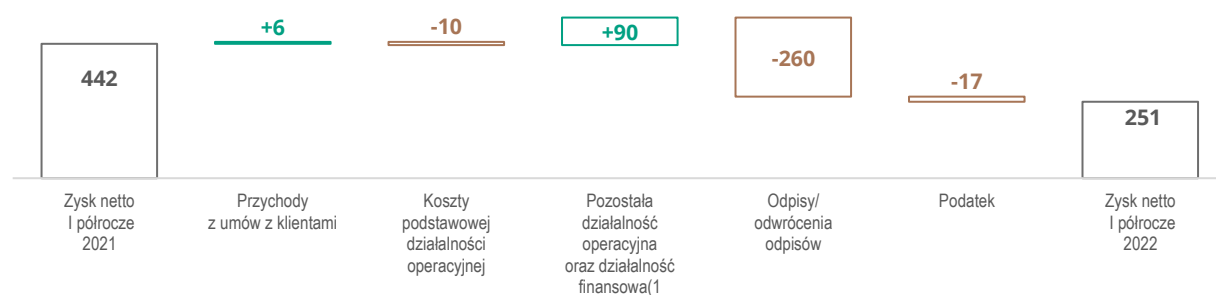 +6
-10
+90
442
-260
-17
251
Zysk netto
I półrocze
2021
Przychody
z umów z klientami
Koszty
podstawowej
działalności
operacyjnej
Pozostała
działalność
operacyjna
oraz działalność
finansowa(1
Odpisy/
odwrócenia
odpisów
Podatek
Zysk netto
I półrocze
2022